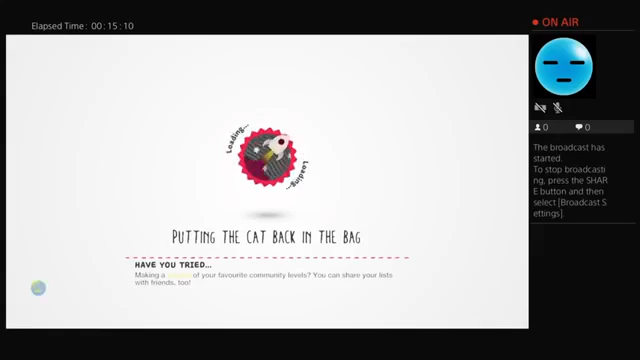 Elapsed Time : 00:15:10
ON AIR
Loading...
Loading...
PUTTING THE CAT BACK IN THE BAG
HAVE YOU TRIED...
Making a of your favourite community levels? You can share your lists
with friends, too!
0
0
The broadcast has
started.
To stop broadcasti
ng, press the SHAR
E button and then
select [Broadcast S
ettings].